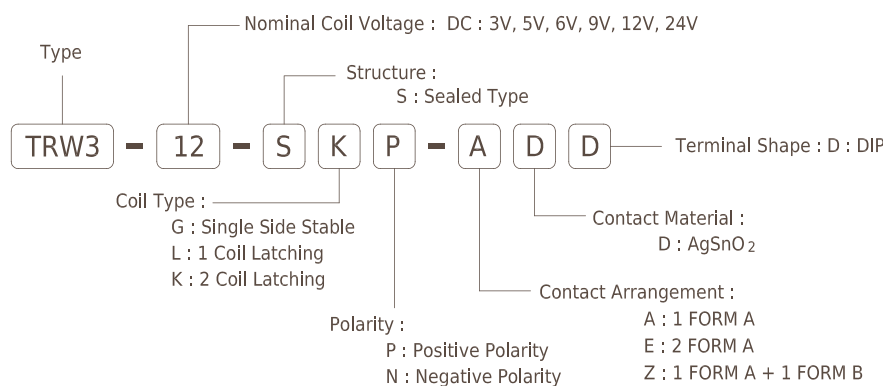 Nominal Coil Voltage : DC : 3V, 5V, 6V, 9V, 12V, 24V
Type
Structure :
S : Sealed Type
TRW3 - 12 - S K P - A D D
Terminal Shape : D : DIP
Coil Type :
G : Single Side Stable
L : 1 Coil Latching
K : 2 Coil Latching
Contact Material :
D : AgSnO2
Contact Arrangement :
A : 1 FORM A
E : 2 FORM A
Z : 1 FORM A + 1 FORM B
Polarity :
P : Positive Polarity
N : Negative Polarity